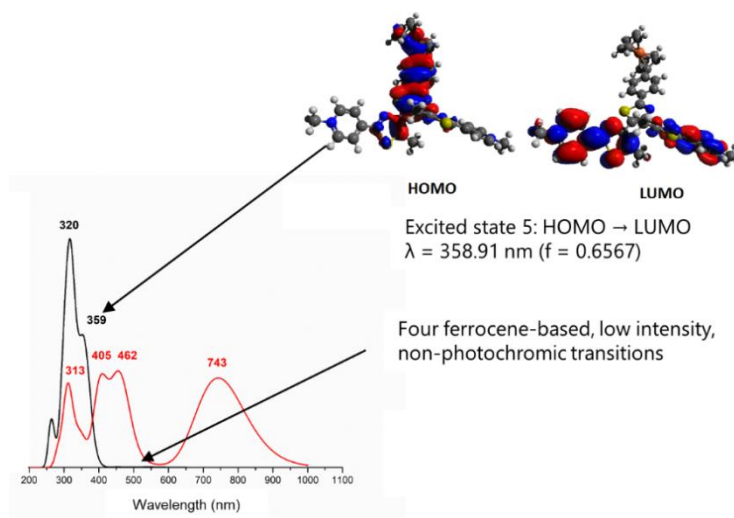 HOMO
LUMO
Excited state 5: HOMO → LUMO
λ = 358.91 nm (f = 0.6567)
Four ferrocene-based, low intensity,
non-photochromic transitions
320
359
313
405 462
743
200 300 400 500 600 700 800 900 1000 1100
Wavelength (nm)